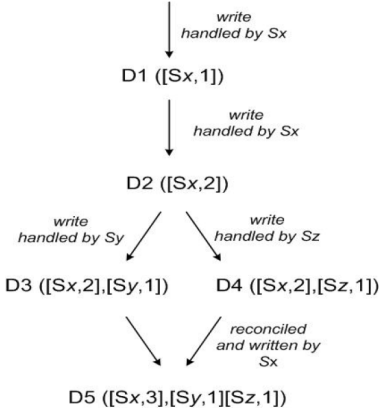 write
handled by Sx
D1 ([Sx,1])
write
handled by Sx
D2 ([Sx,2])
write
handled by Sy
write
handled by Sz
D3 ([Sx,2],[Sy,1])
D4 ([Sx,2],[Sz,1])
reconciled
and written by
Sx
D5 ([Sx,3],[Sy,1][Sz,1])